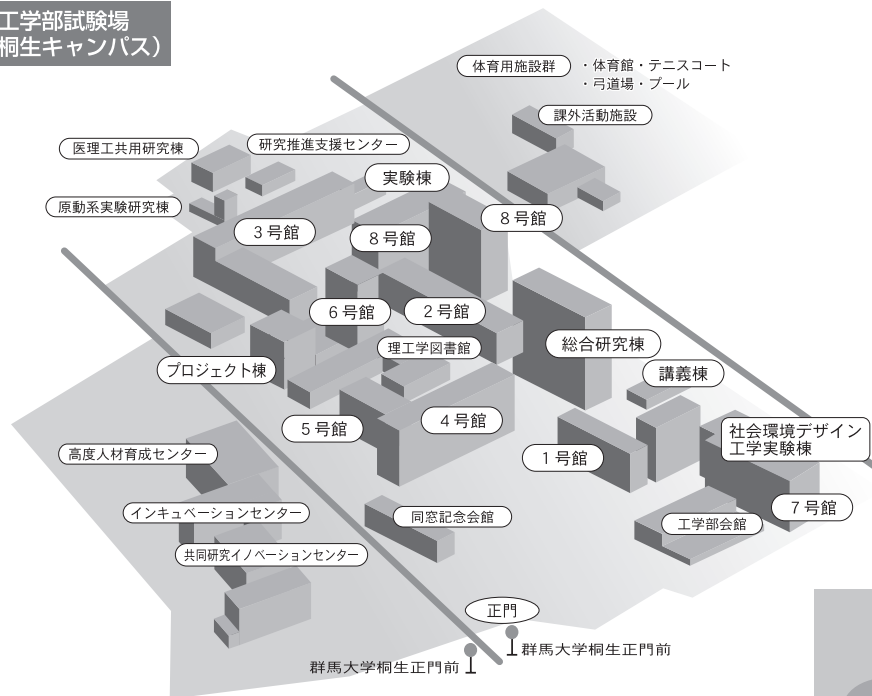 工学部試験場
桐生キャンパス）
体育用施設群
・体育館・テニスコート
・弓道場・プール
課外活動施設
医理工共用研究棟
研究推進支援センター
実験棟
原動系実験研究棟
3号館
8号館
8号館
6号館
2号館
理工学図書館
総合研究棟
プロジェクト棟
講義棟
5号館
4号館
1号館
社会環境デザイン
工学実験棟
高度人材育成センター
インキュベーションセンター
同窓記念会館
工学部会館
7号館
共同研究イノベーションセンター
正門
群馬大学桐生正門前
群馬大学桐生正門前